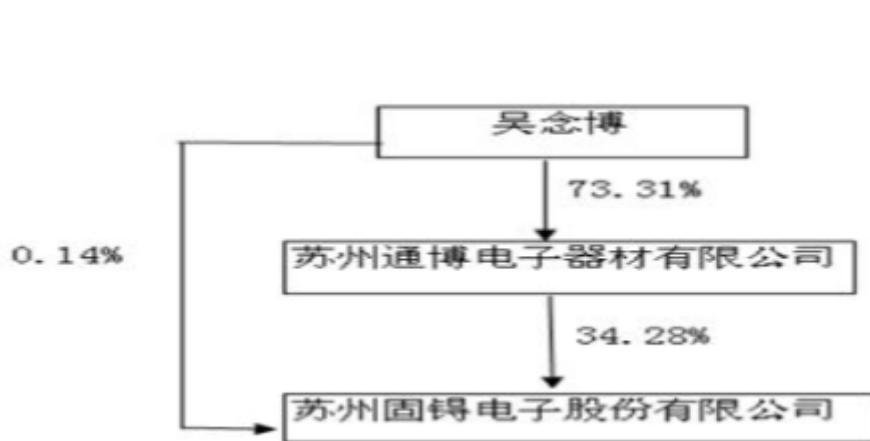 吴念博
73.31%
0.14%
苏州通博电子器材有限公司
34.28%
苏州固锝电子股份有限公司